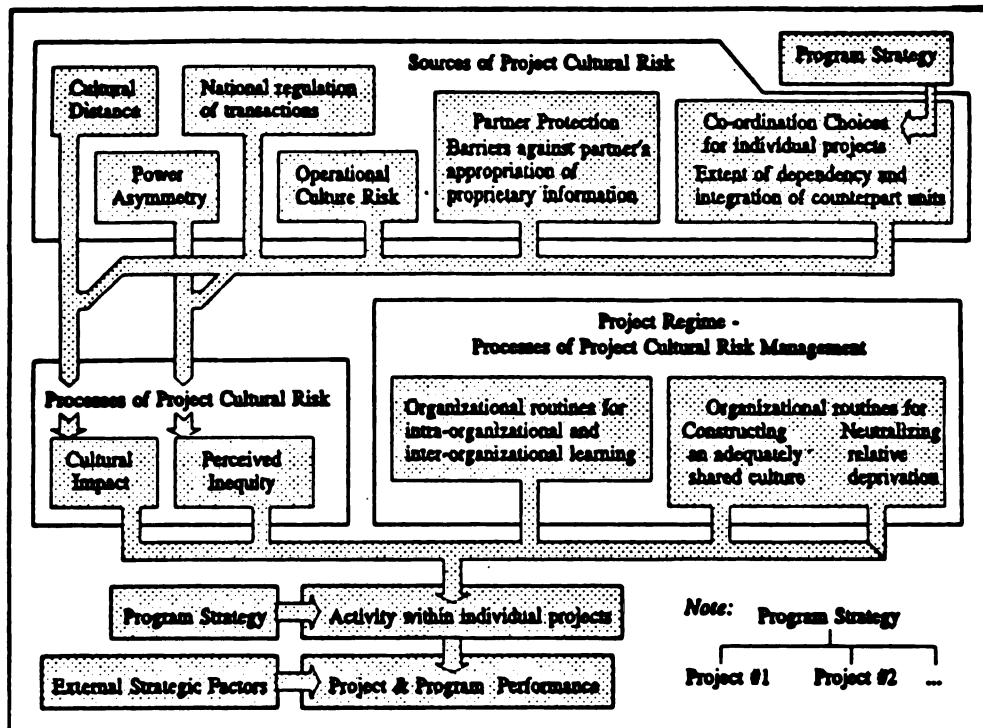 Sources of Project Cultural Risk
Program Strategy
Cultural
Distance
National regulation
of transactions
Power
Asymmetry
Operational
Culture Risk
Partner Protection
Barriers against partner's
appropriation of
proprietary information
Co-ordination Choices
for individual projects
Extent of dependency and
integration of counterpart units
Project Regime -
Processes of Project Cultural Risk Management
Processes of Project Cultural Risk
Cultural
Impact
Perceived
Inequity
Organizational routines for
intra-organizational and
inter-organizational learning
Organizational routines for
Constructing
an adequately
shared culture
Neutralizing
relative
deprivation
Program Strategy
Activity within individual projects
External Strategic Factors
Project & Program Performance
Note:
Program Strategy
Project #1 Project #2 ...